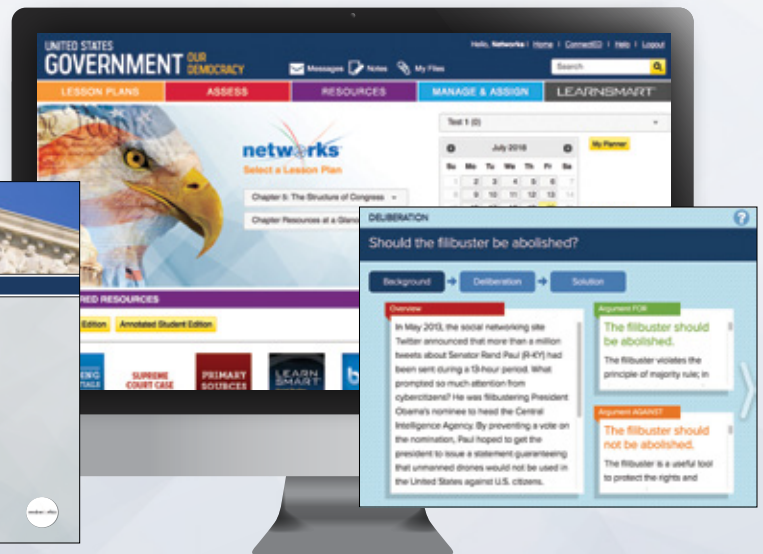 UNITED STATES
GOVERNMENT OUR DEMOCRACY
Messages Notes My Files
Hello, Networks | Home | ConnectED | Help | Logout
Search
LESSON PLANS ASSESS RESOURCES MANAGE & ASSIGN LEARNSMART
networks
Select a Lesson Plan
Chapter 5: The Structure of Congress
Chapter Resources at a Glance
Test 1 (0)
July 2018
My Planner
Su Mo Tu We Th Fr Sa
1 2 3 4 5 6 7
8 9 10 11 12 13 14
RED RESOURCES
Edition Annotated Student Edition
SUPREME
COURT CASE
PRIMARY
SOURCES
LEARN
SMART
DELIBERATION
?
Should the filibuster be abolished?
Background Deliberation Solution
Overview
In May 2013, the social networking site
Twitter announced that more than a million
tweets about Senator Rand Paul (R-KY) had
been sent during a 13-hour period. What
prompted so much attention from
cybercitizens? He was filibustering President
Obama's nominee to head the Central
Intelligence Agency. By preventing a vote on
the nomination, Paul hoped to get the
president to issue a statement guaranteeing
that unmanned drones would not be used in
the United States against U.S. citizens.
Argument FOR
The filibuster should
be abolished.
The filibuster violates the
principle of majority rule; in
Argument AGAINST
The filibuster should
not be abolished.
The filibuster is a useful tool
to protect the rights and